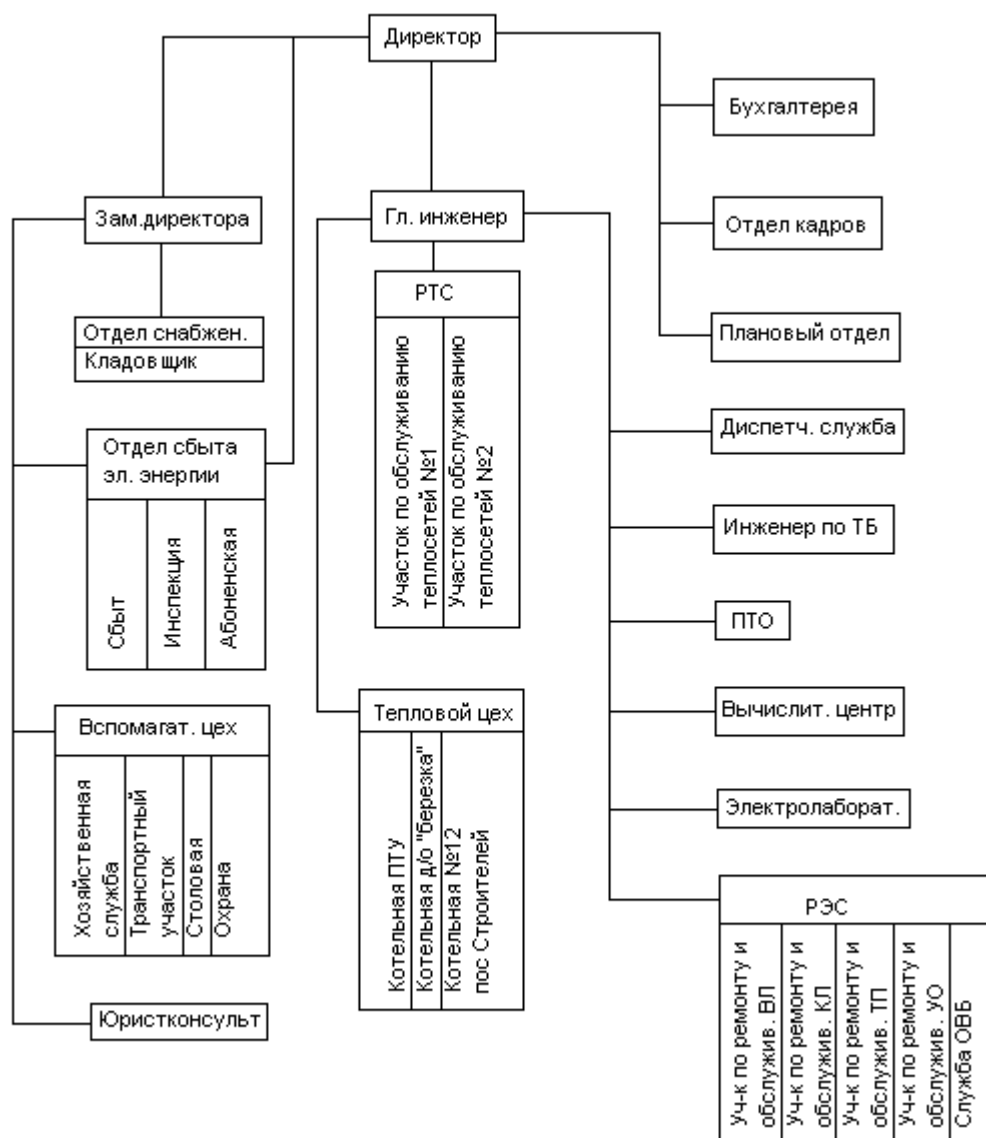 Директор
Бухгалтерея
Зам.директора
Гл. инженер
Отдел кадров
РТС
Участок по обслуживанию
теплосетей №1
Участок по обслуживанию
теплосетей №2
Отдел снабжен.
Кладовщик
Плановый отдел
Диспетч. служба
Отдел сбыта
эл. энергии
Сбыт
Инспекция
Абоненская
Инженер по ТБ
ПТО
Тепловой цех
Котельная ПТУ
Котельная д/о "березка"
Котельная №12
пос Строителей
Вычислит. центр
Вспомагат. цех
Хозяйственная
служба
Транспортный
участок
Столовая
Охрана
Электролаборат.
РЭС
Уч-к по ремонту и
обслужив. ВЛ
Уч-к по ремонту и
обслужив. КЛ
Уч-к по ремонту и
обслужив. ТП
Уч-к по ремонту и
обслужив. УО
Служба ОВБ
Юристконсульт